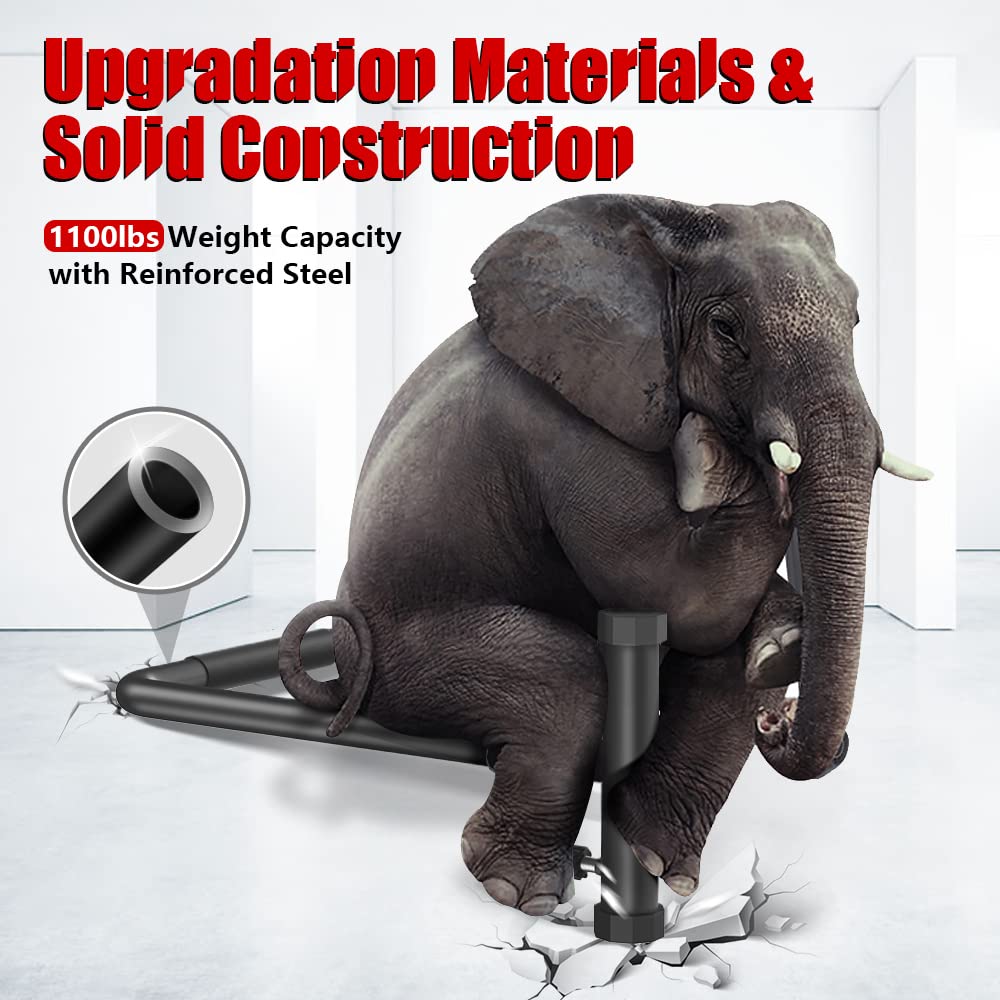 Upgradation Materials &
Solid Construction
1100lbs Weight Capacity
with Reinforced Steel